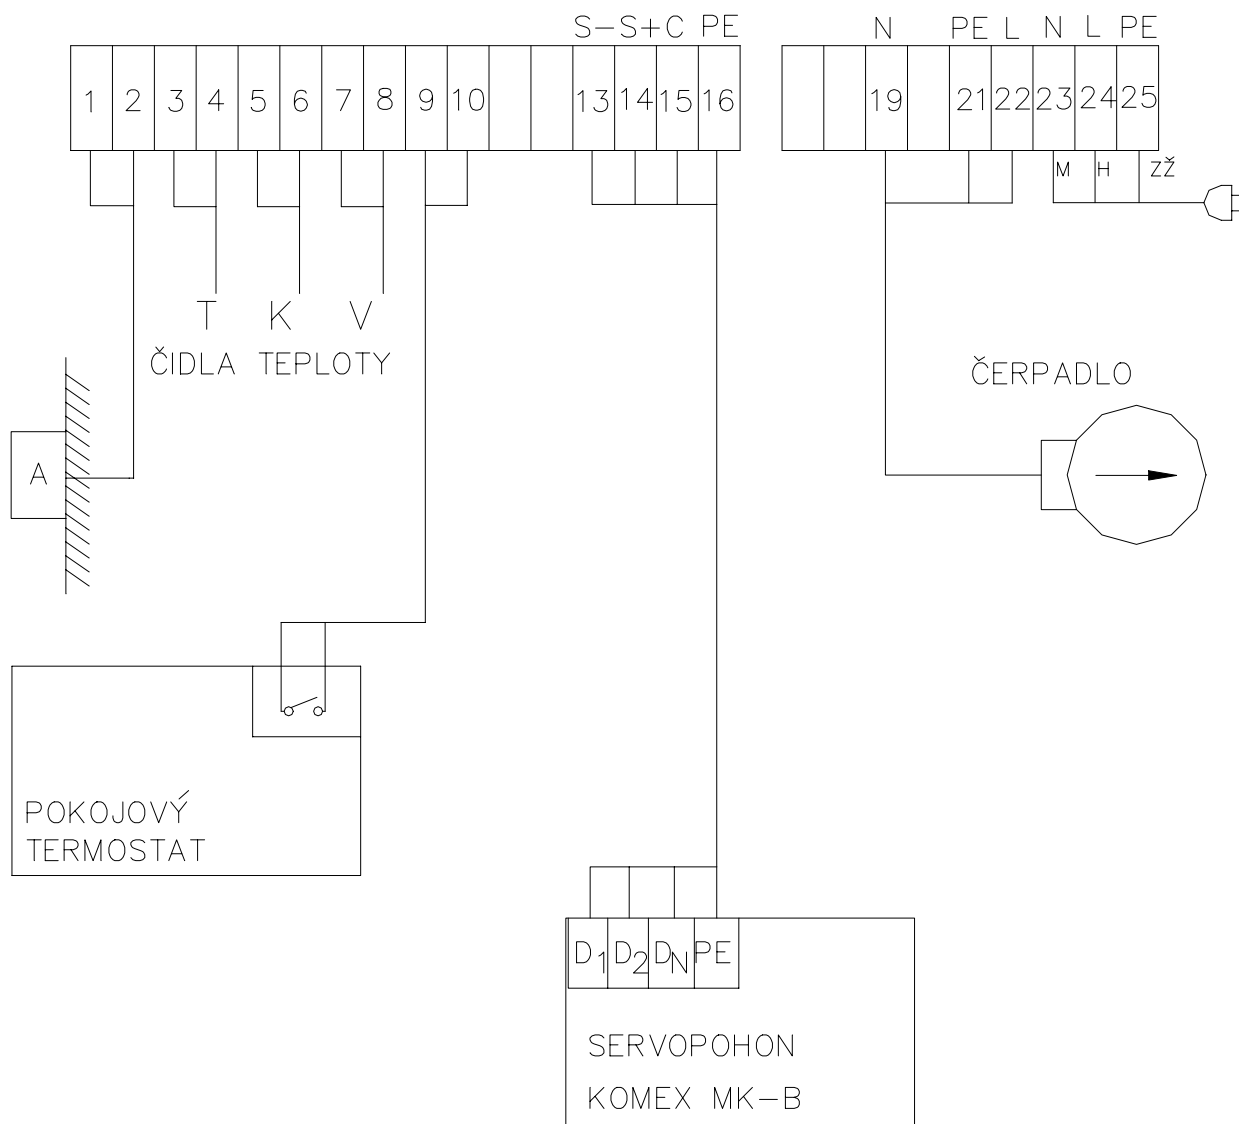 S- S+ C PE N PE L N L PE
1 2 3 4 5 6 7 8 9 10 13 14 15 16 19 21 22 23 24 25
M H ZŽ
T K V
ČIDLA TEPLOTY
ČERPADLO
A
POKOJOVÝ
TERMOSTAT
D1 D2 DN PE
SERVOPOHON
KOMEX MK-B